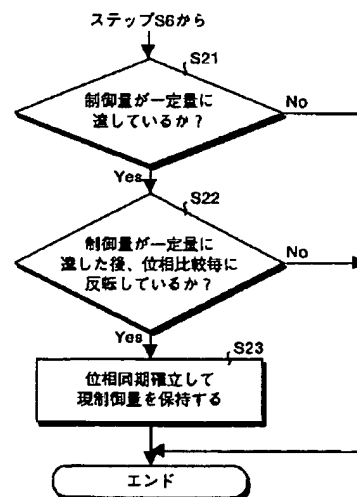 ステップS6から
S21
制御量が一定量に
達しているか？
No
Yes
S22
制御量が一定量に
達した後、位相比較毎に
反転しているか？
No
Yes
S23
位相同期確立して
現制御量を保持する
エンド